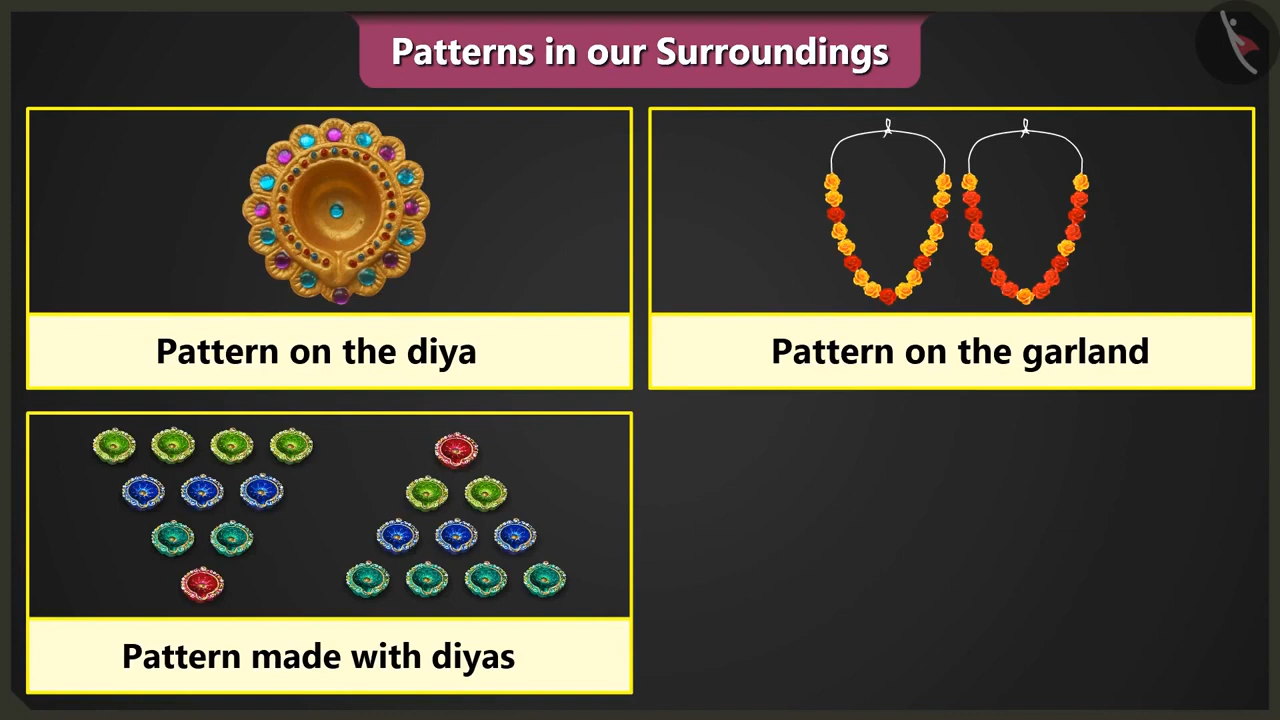 Patterns in our Surroundings
Pattern on the diya
Pattern on the garland
Pattern made with diyas